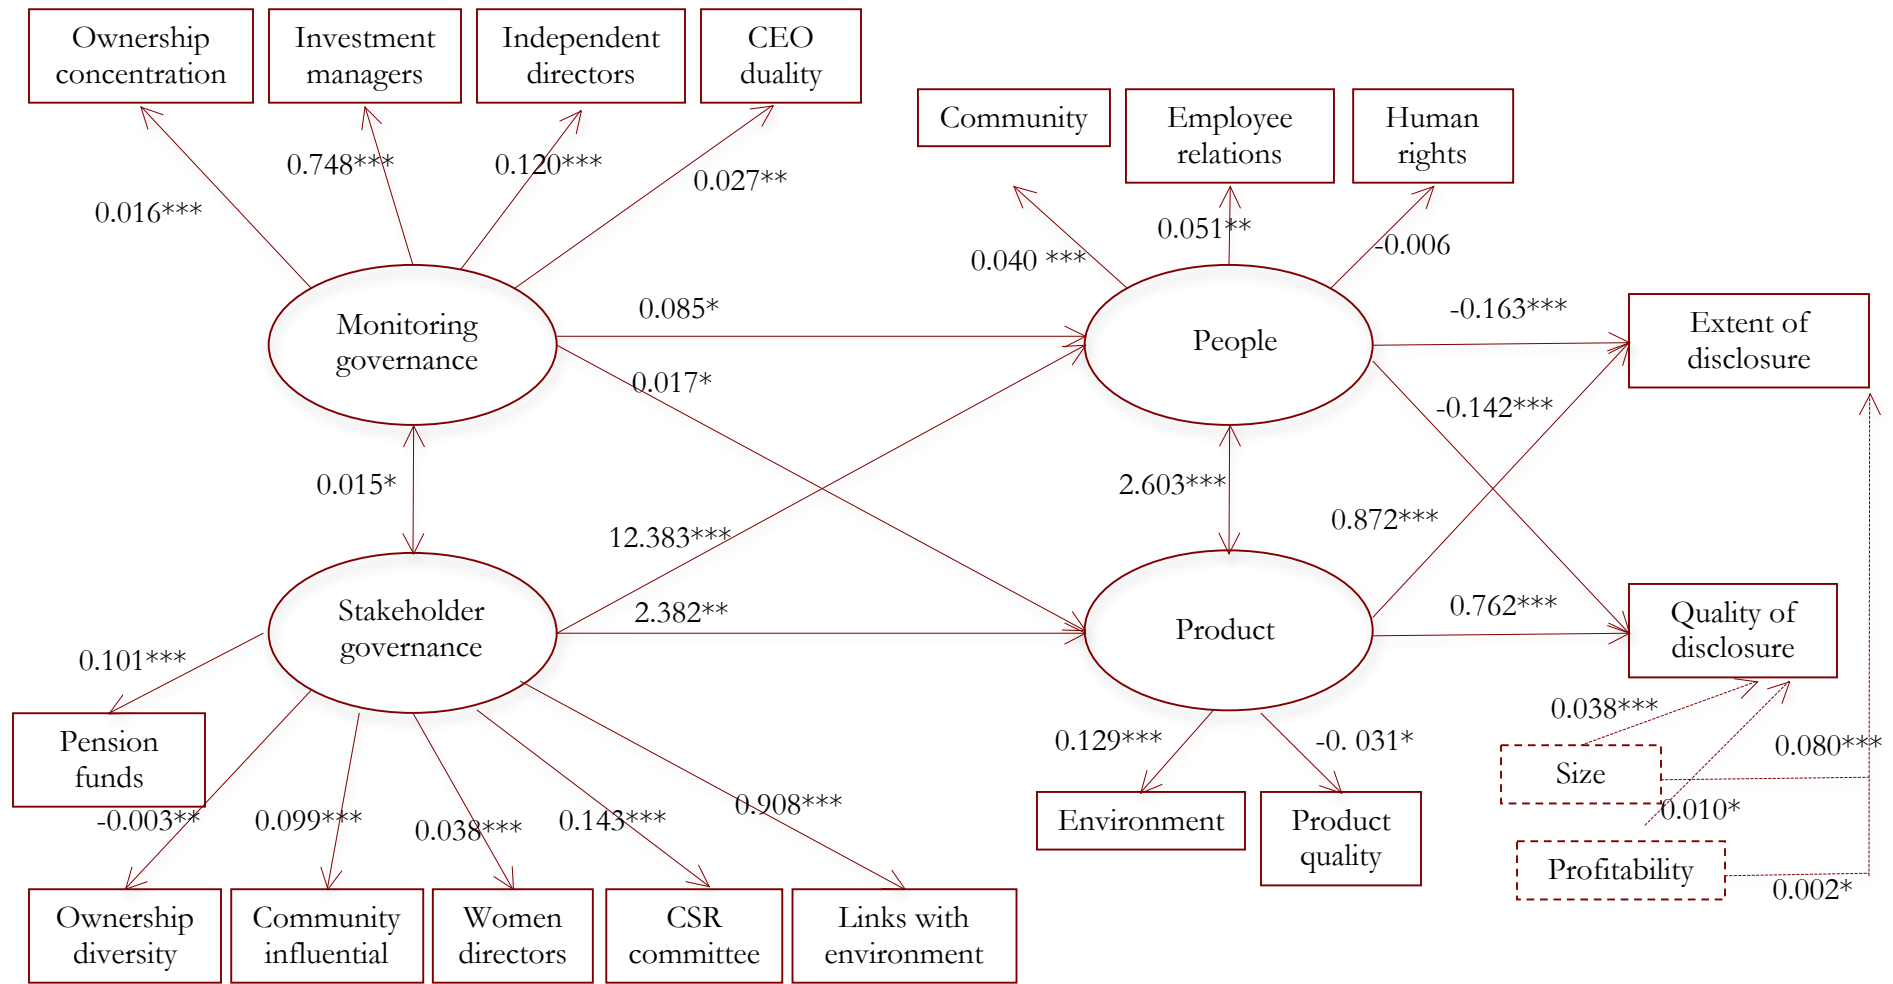 Ownership
concentration
Investment
managers
Independent
directors
CEO
duality
Community
Employee
relations
Human
rights
0.016***
0.748***
0.120***
0.027**
0.040 ***
0.051**
-0.006
Monitoring
governance
0.085*
0.017*
People
-0.163***
-0.142***
Extent of
disclosure
0.015*
2.603***
12.383***
0.872***
Stakeholder
governance
2.382**
Product
0.762***
Quality of
disclosure
0.101***
Pension
funds
0.129***
-0. 031*
0.038***
0.080***
Size
0.010*
-0.003**
0.099***
0.038***
0.143***
0.908***
Environment
Product
quality
Profitability
0.002*
Ownership
diversity
Community
influential
Women
directors
CSR
committee
Links with
environment